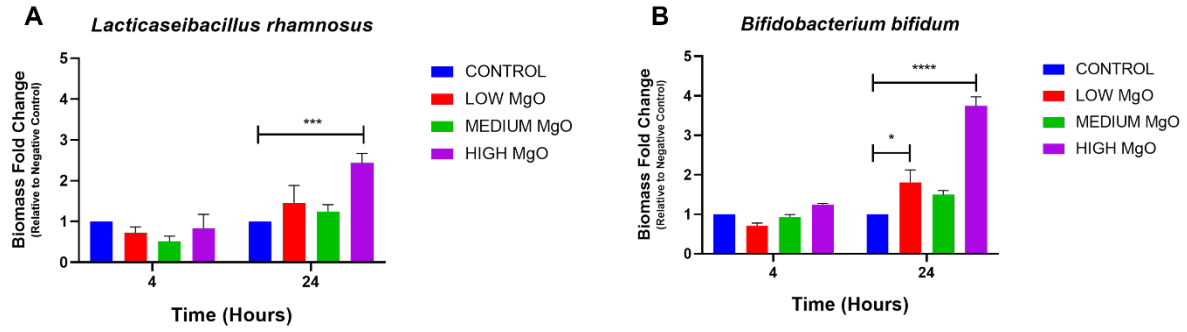 A
Lacticaseibacillus rhamnosus
Biomass Fold Change
(Relative to Negative Control)
5
4
3
2
1
0
***
4
24
Time (Hours)
CONTROL
LOW MgO
MEDIUM MgO
HIGH MgO
B
Bifidobacterium bifidum
Biomass Fold Change
(Relative to Negative Control)
5
4
3
2
1
0
****
*
4
24
Time (Hours)
CONTROL
LOW MgO
MEDIUM MgO
HIGH MgO